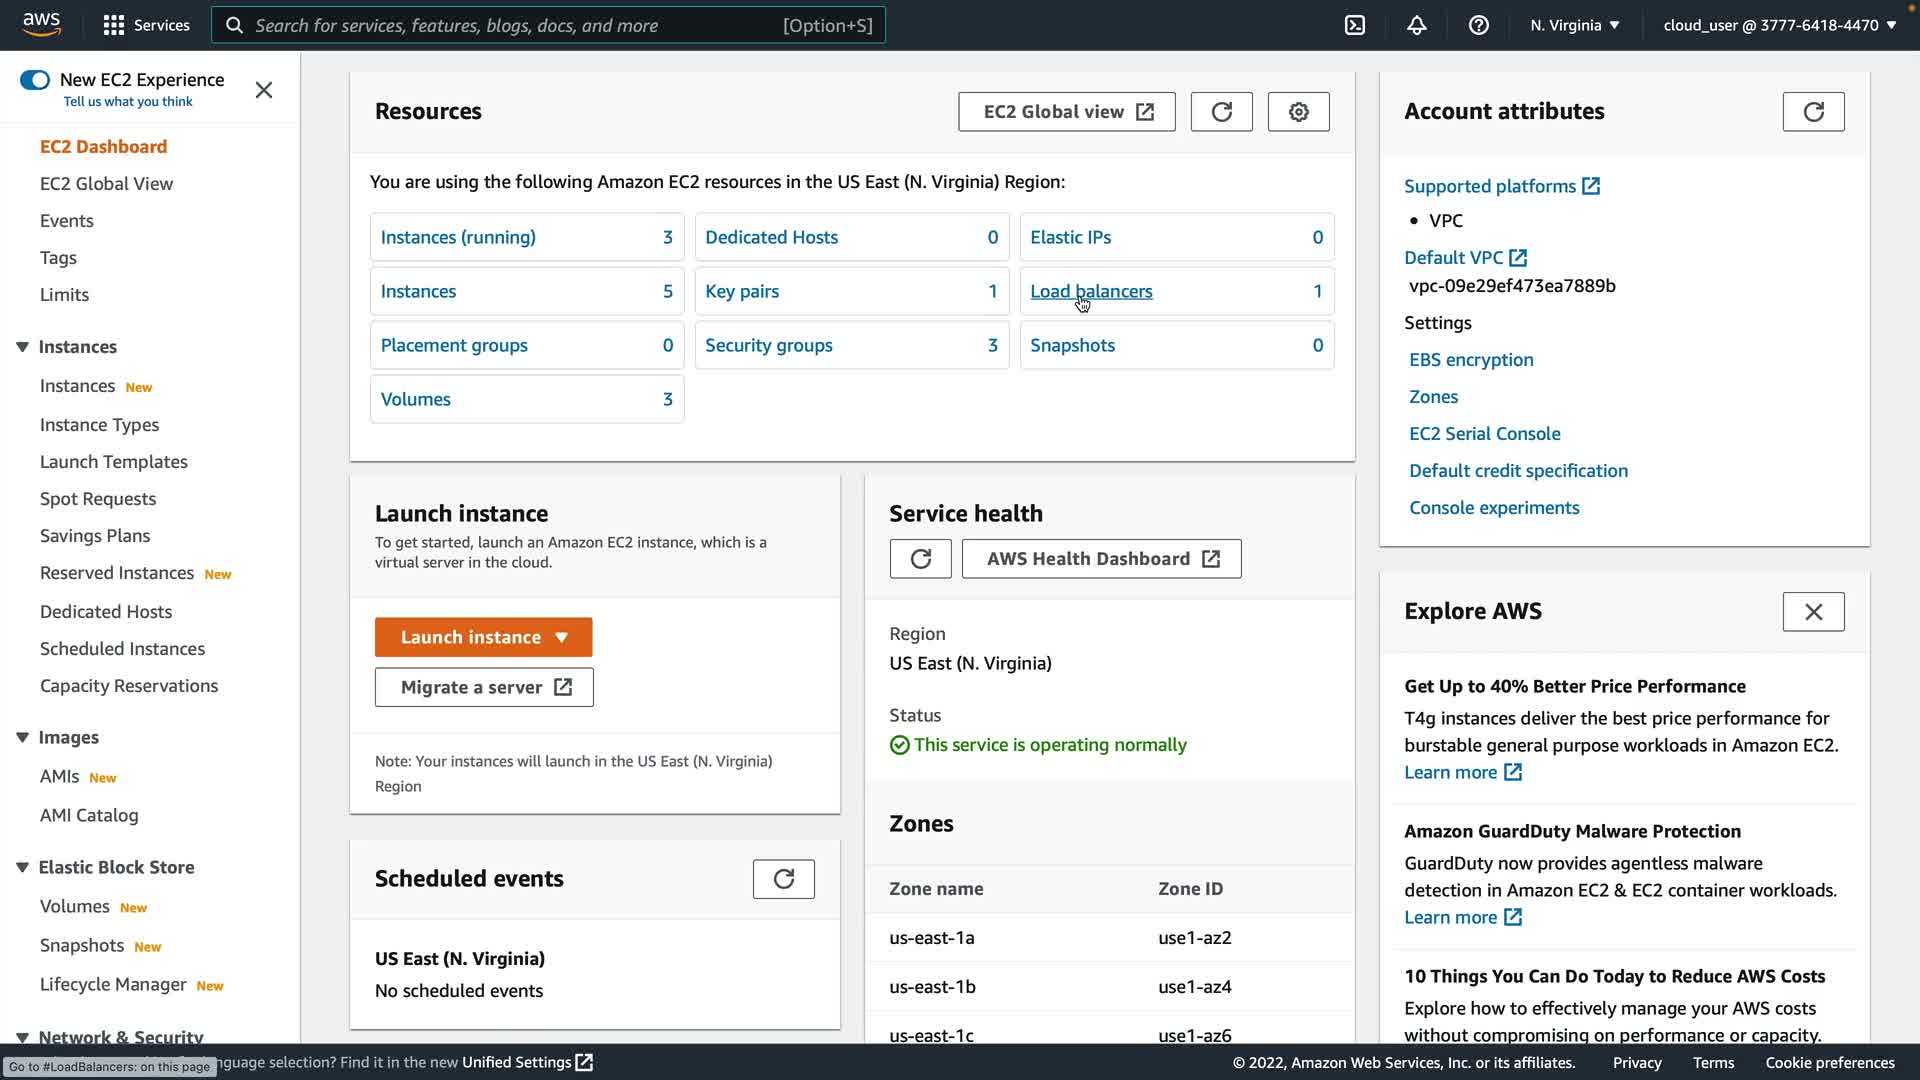 aws
Services
Search for services, features, blogs, docs, and more
[Option+S]
N. Virginia
cloud_user @ 3777-6418-4470
New EC2 Experience
Tell us what you think
EC2 Dashboard
EC2 Global View
Events
Tags
Limits
Instances
Instances New
Instance Types
Launch Templates
Spot Requests
Savings Plans
Reserved Instances New
Dedicated Hosts
Scheduled Instances
Capacity Reservations
Images
AMIs New
AMI Catalog
Elastic Block Store
Volumes New
Snapshots New
Lifecycle Manager New
Network & Security
Resources
EC2 Global view
You are using the following Amazon EC2 resources in the US East (N. Virginia) Region:
Instances (running) 3
Dedicated Hosts 0
Elastic IPs 0
Instances 5
Key pairs 1
Load balancers 1
Placement groups 0
Security groups 3
Snapshots 0
Volumes 3
Launch instance
To get started, launch an Amazon EC2 instance, which is a
virtual server in the cloud.
Launch instance
Migrate a server
Note: Your instances will launch in the US East (N. Virginia)
Region
Scheduled events
US East (N. Virginia)
No scheduled events
Service health
AWS Health Dashboard
Region
US East (N. Virginia)
Status
This service is operating normally
Zones
Zone name Zone ID
us-east-1a use1-az2
us-east-1b use1-az4
us-east-1c use1-az6
Account attributes
Supported platforms
• VPC
Default VPC
vpc-09e29ef473ea7889b
Settings
EBS encryption
Zones
EC2 Serial Console
Default credit specification
Console experiments
Explore AWS
Get Up to 40% Better Price Performance
T4g instances deliver the best price performance for
burstable general purpose workloads in Amazon EC2.
Learn more
Amazon GuardDuty Malware Protection
GuardDuty now provides agentless malware
detection in Amazon EC2 & EC2 container workloads.
Learn more
10 Things You Can Do Today to Reduce AWS Costs
Explore how to effectively manage your AWS costs
without compromising on performance or capacity.
Go to #LoadBalancers: on this page
nguage selection? Find it in the new Unified Settings
© 2022, Amazon Web Services, Inc. or its affiliates.
Privacy
Terms
Cookie preferences